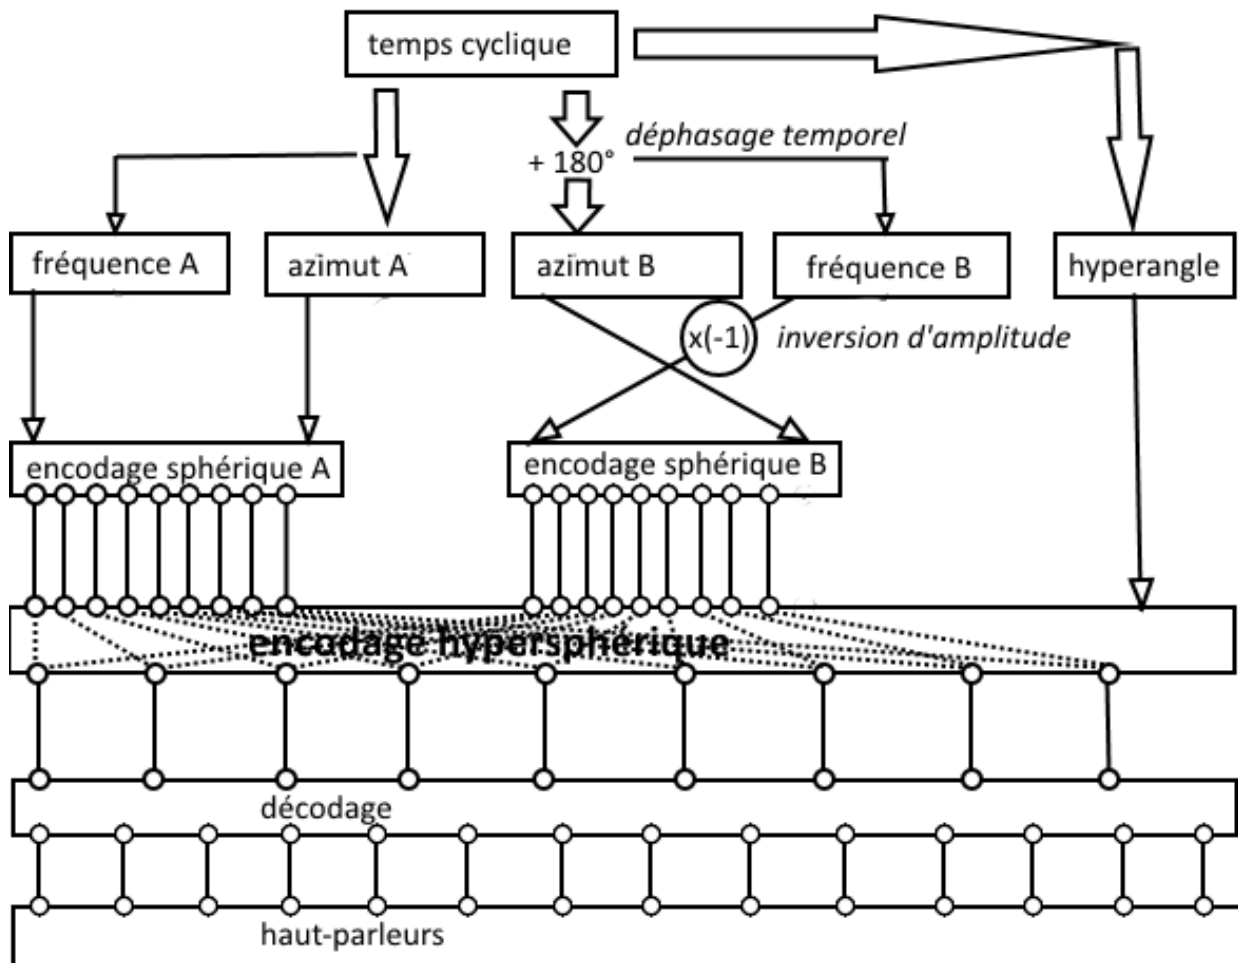 temps cyclique
déphasage temporel
+ 180°
fréquence A
azimut A
azimut B
fréquence B
hyperangle
x(-1)
inversion d'amplitude
encodage sphérique A
encodage sphérique B
encodage hypersphérique
décodage
haut-parleurs